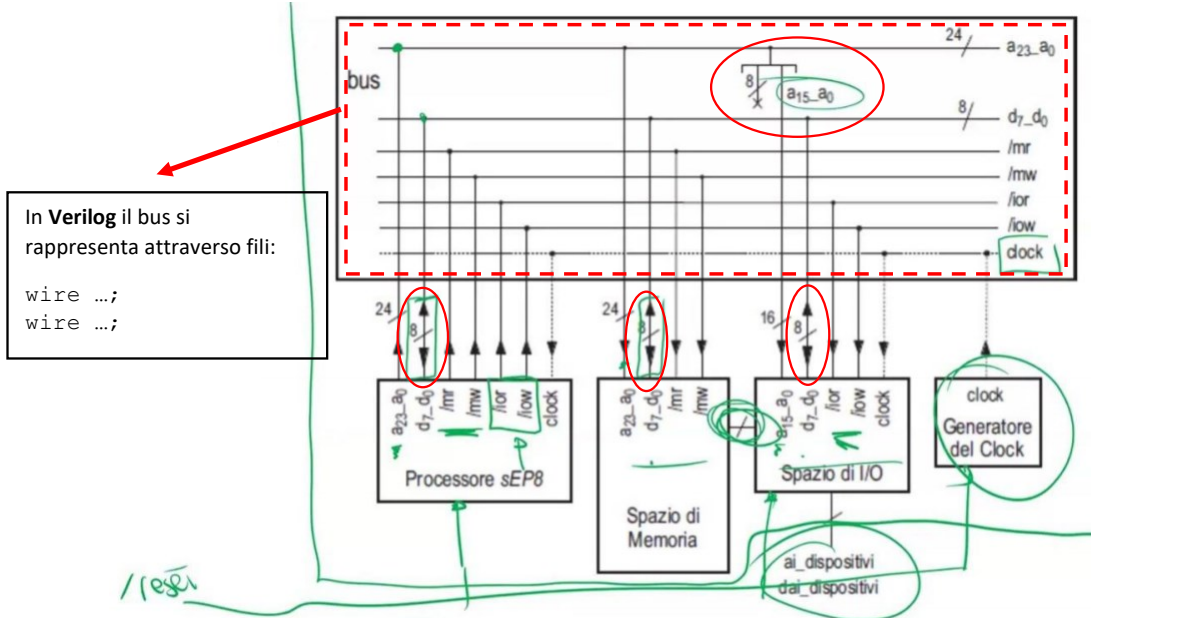 24
a23_a0
bus
8
a15_a0
8
d7_d0
/mr
/mw
/ior
/iow
clock
In Verilog il bus si
rappresenta attraverso fili:
wire …;
wire …;
24
8
24
8
16
8
a23_a0
d7_d0
/mr
/mw
/ior
/iow
clock
Processore sEP8
a23_a0
d7_d0
/mr
/mw
Spazio di
Memoria
a15_a0
d7_d0
/ior
/iow
clock
Spazio di I/O
clock
Generatore
del Clock
ai_dispositivi
dai_dispositivi
/reset